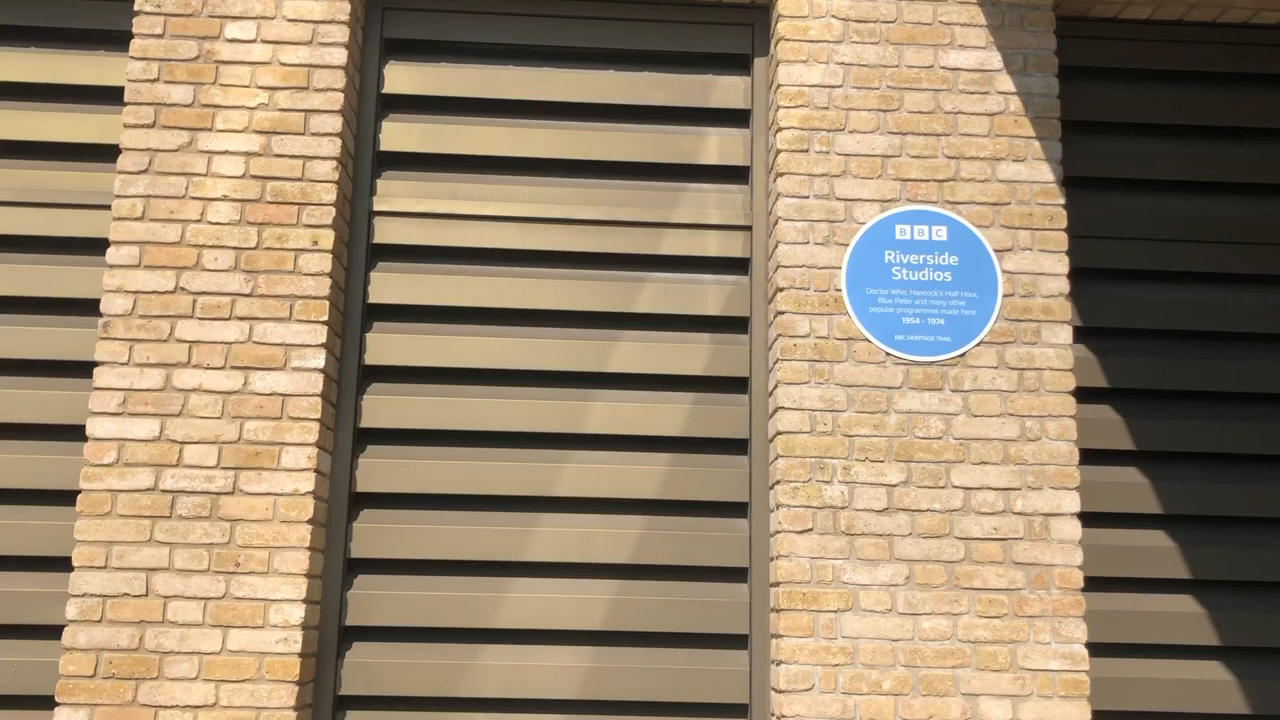 BBC
Riverside
Studios
Doctor Who, Hancock's Half Hour,
Blue Peter and many other
popular programmes made here
1954 - 1974
BBC HERITAGE TRAIL